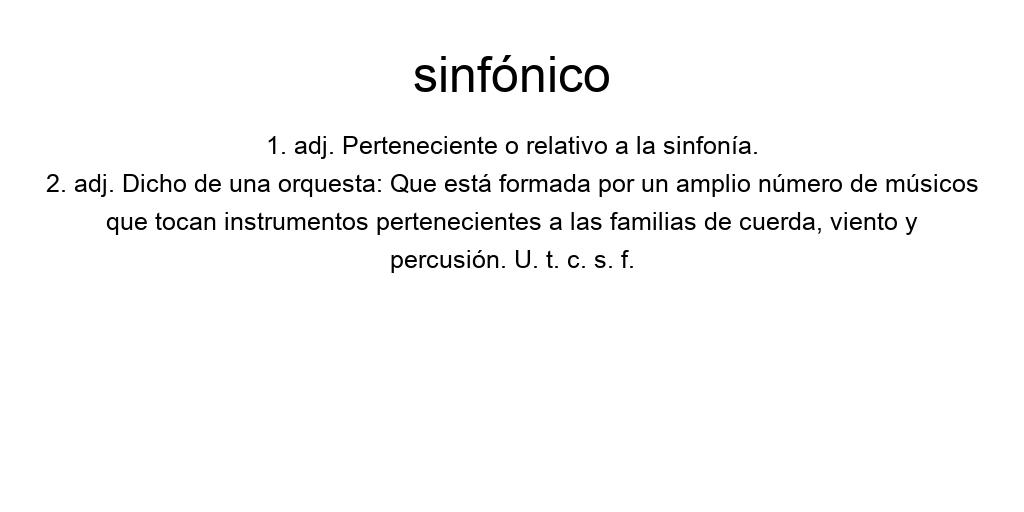 sinfónico
1. adj. Perteneciente o relativo a la sinfonía.
2. adj. Dicho de una orquesta: Que está formada por un amplio número de músicos
que tocan instrumentos pertenecientes a las familias de cuerda, viento y
percusión. U. t. c. s. f.